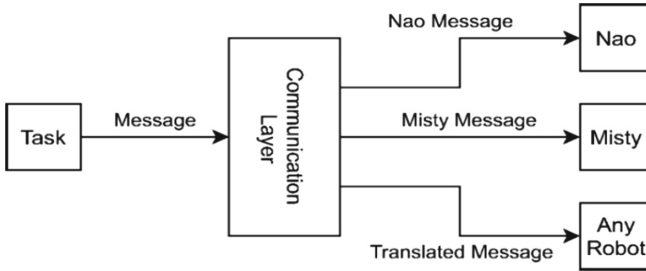 Nao Message
Nao
Task
Message
Communication
Layer
Misty Message
Misty
Any
Robot
Translated Message